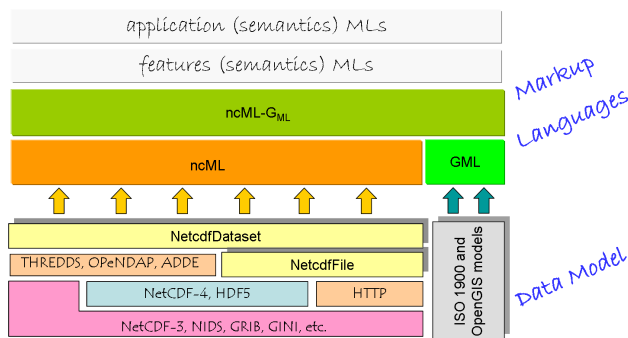 application (semantics) MLs
features (semantics) MLs
Markup
Languages
ncML-GML
ncML
GML
NetcdfDataset
THREDDS, OPeNDAP, ADDE
NetcdfFile
NetCDF-4, HDF5
HTTP
NetCDF-3, NIDS, GRIB, GINI, etc.
ISO 1900 and
OpenGIS models
Data Model